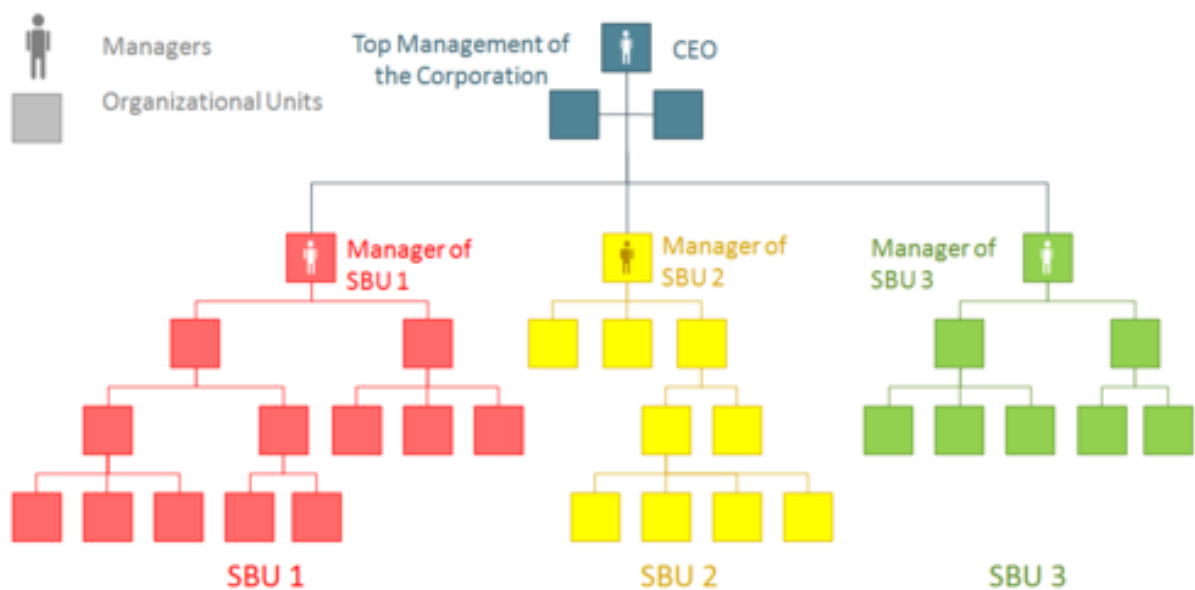 Managers
Organizational Units
Top Management of
the Corporation
CEO
Manager of
SBU 1
Manager of
SBU 2
Manager of
SBU 3
SBU 1
SBU 2
SBU 3